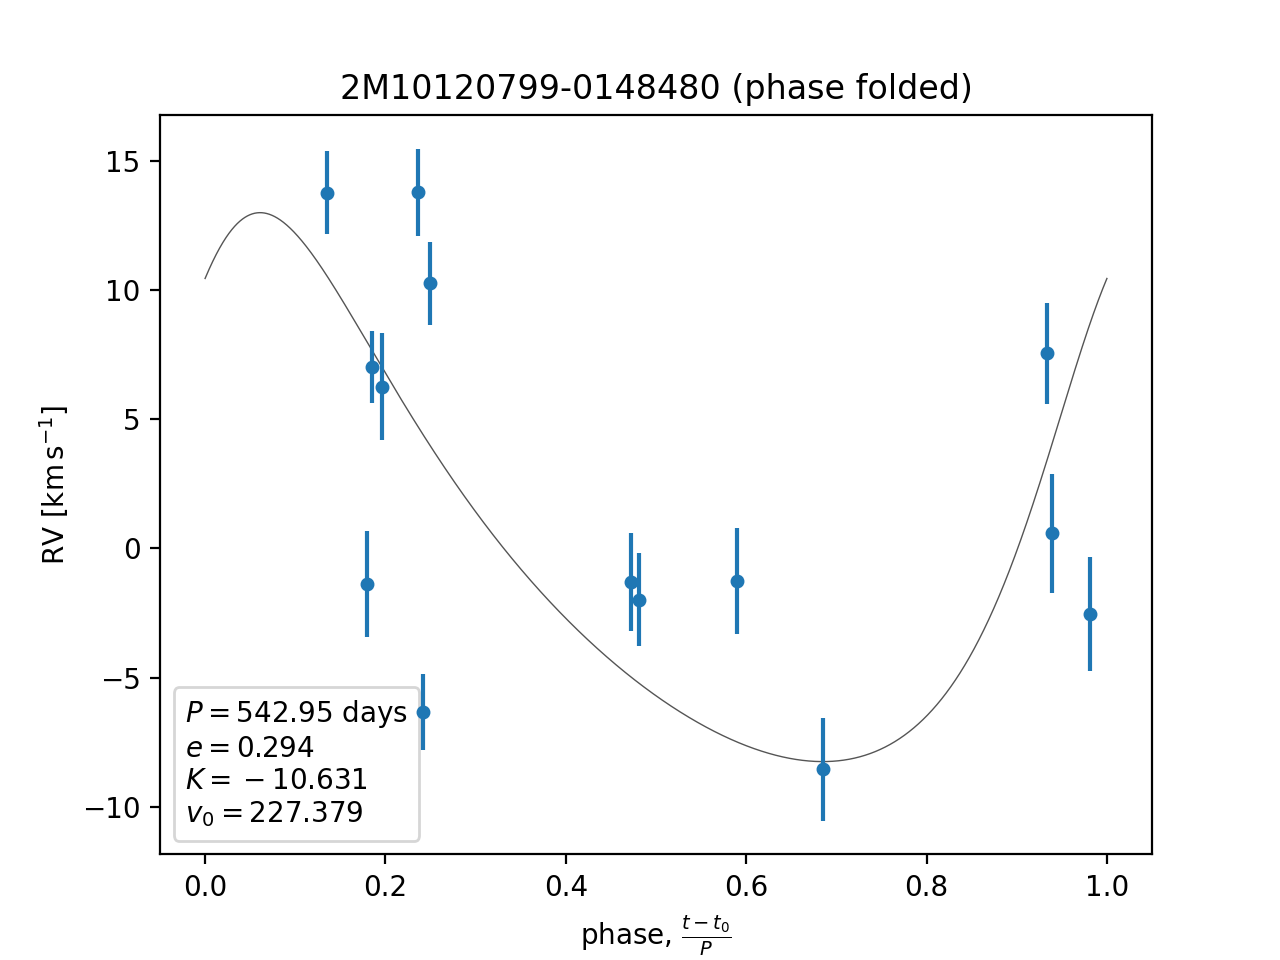 2M10120799-0148480 (phase folded)
15
10
5
0
−5
−10
RV [km s⁻¹]
P = 542.95 days
e = 0.294
K = −10.631
v₀ = 227.379
0.0 0.2 0.4 0.6 0.8 1.0
phase, (t − t₀)/P